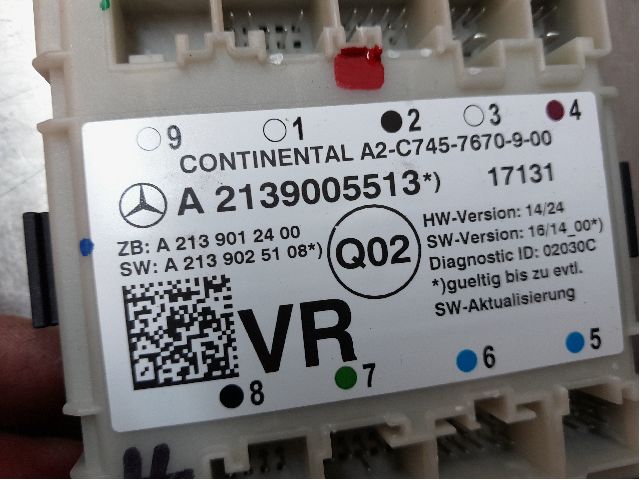 9 1 2 3 4
CONTINENTAL A2-C745-7670-9-00
A 2139005513*) 17131
ZB: A 213 901 24 00
SW: A 213 902 51 08*)
Q02
HW-Version: 14/24
SW-Version: 16/14_00*)
Diagnostic ID: 02030C
*)gueltig bis zu evtl.
SW-Aktualisierung
VR
8 7 6 5